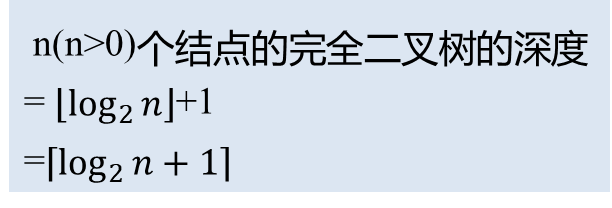 n(n>0)个结点的完全二叉树的深度
= ⌊log₂ n⌋+1
=⌈log₂ n + 1⌉